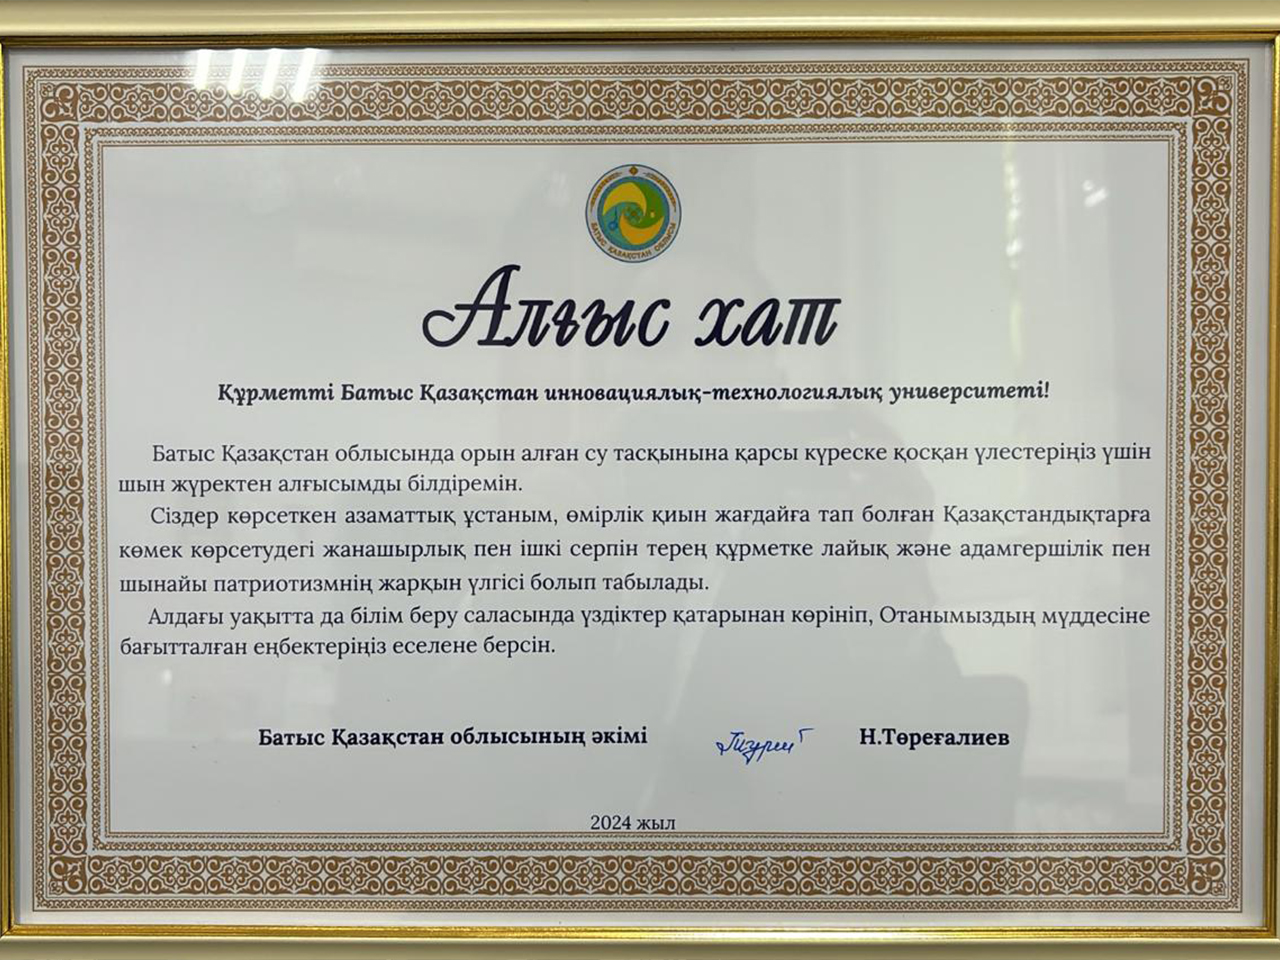 БАТЫС ҚАЗАҚСТАН ОБЛЫСЫ
Алғыс хат
Құрметті Батыс Қазақстан инновациялық-технологиялық университеті!
Батыс Қазақстан облысында орын алған су тасқынына қарсы күреске қосқан үлестеріңіз үшін
шын жүректен алғысымды білдіремін.
Сіздер көрсеткен азаматтық ұстаным, өмірлік қиын жағдайға тап болған Қазақстандықтарға
көмек көрсетудегі жанашырлық пен ішкі серпін терең құрметке лайық және адамгершілік пен
шынайы патриотизмнің жарқын үлгісі болып табылады.
Алдағы уақытта да білім беру саласында үздіктер қатарынан көрініп, Отанымыздың мүддесіне
бағытталған еңбектеріңіз еселене берсін.
Батыс Қазақстан облысының әкімі Н.Төреғалиев
2024 жыл